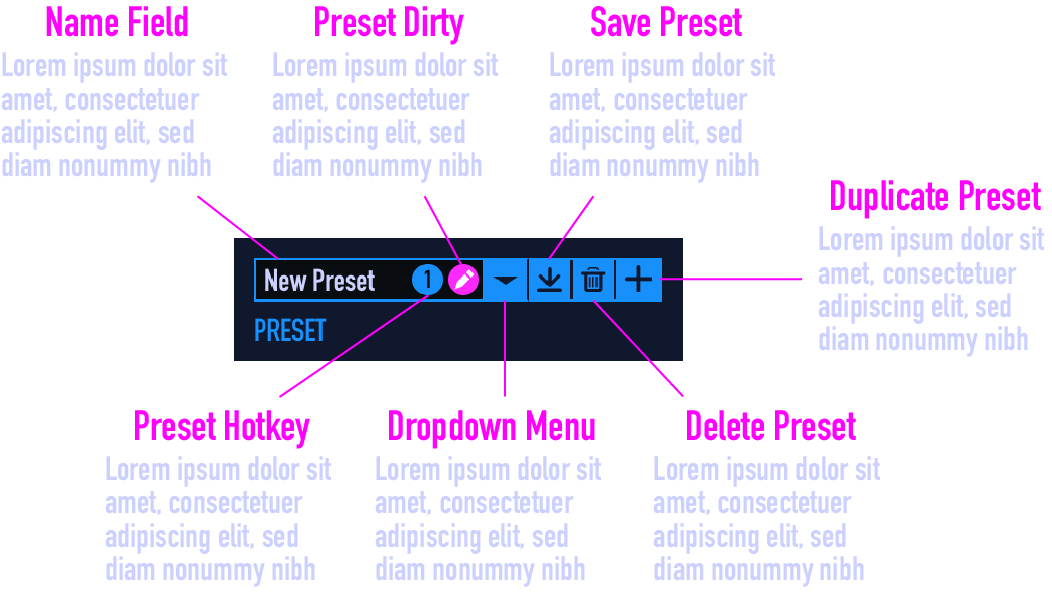 Name Field
Lorem ipsum dolor sit
amet, consectetuer
adipiscing elit, sed
diam nonummy nibh
Preset Dirty
Lorem ipsum dolor sit
amet, consectetuer
adipiscing elit, sed
diam nonummy nibh
Save Preset
Lorem ipsum dolor sit
amet, consectetuer
adipiscing elit, sed
diam nonummy nibh
Duplicate Preset
Lorem ipsum dolor sit
amet, consectetuer
adipiscing elit, sed
diam nonummy nibh
New Preset 1
PRESET
Preset Hotkey
Lorem ipsum dolor sit
amet, consectetuer
adipiscing elit, sed
diam nonummy nibh
Dropdown Menu
Lorem ipsum dolor sit
amet, consectetuer
adipiscing elit, sed
diam nonummy nibh
Delete Preset
Lorem ipsum dolor sit
amet, consectetuer
adipiscing elit, sed
diam nonummy nibh